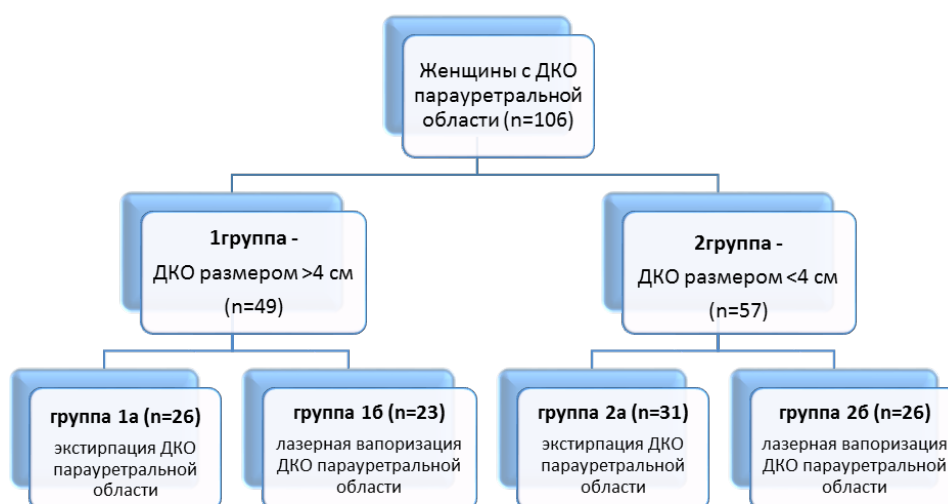 Женщины с ДКО
парауретральной
области (n=106)
1группа -
ДКО размером >4 см
(n=49)
2группа -
ДКО размером <4 см
(n=57)
группа 1а (n=26)
экстирпация ДКО
парауретральной
области
группа 1б (n=23)
лазерная вапоризация
ДКО парауретральной
области
группа 2а (n=31)
экстирпация ДКО
парауретральной
области
группа 2б (n=26)
лазерная вапоризация
ДКО парауретральной
области